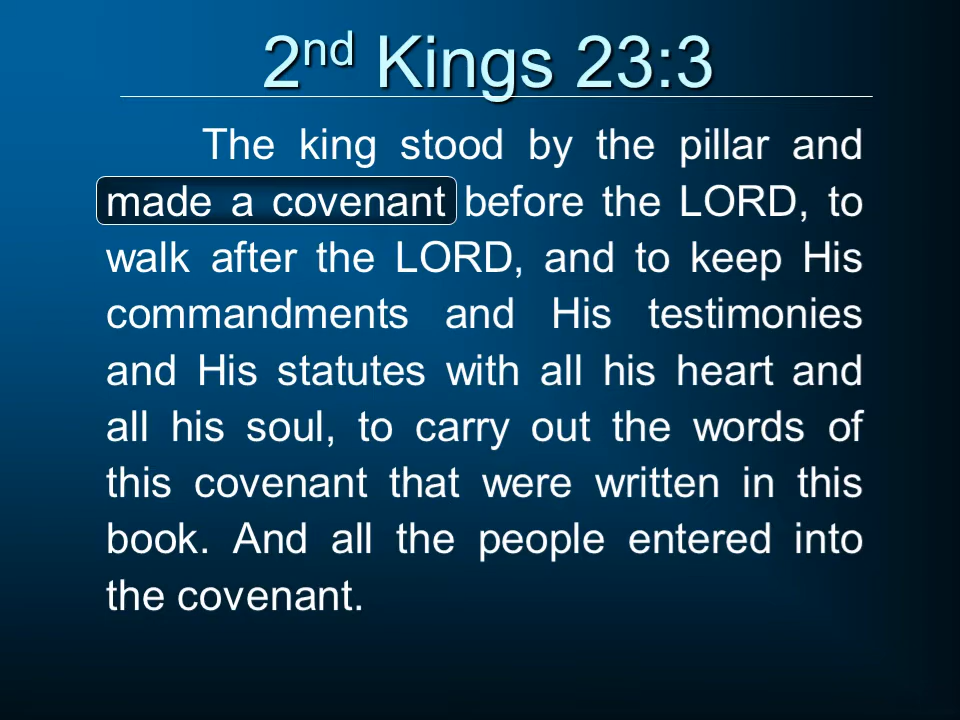 2nd Kings 23:3
The king stood by the pillar and
made a covenant before the LORD, to
walk after the LORD, and to keep His
commandments and His testimonies
and His statutes with all his heart and
all his soul, to carry out the words of
this covenant that were written in this
book. And all the people entered into
the covenant.